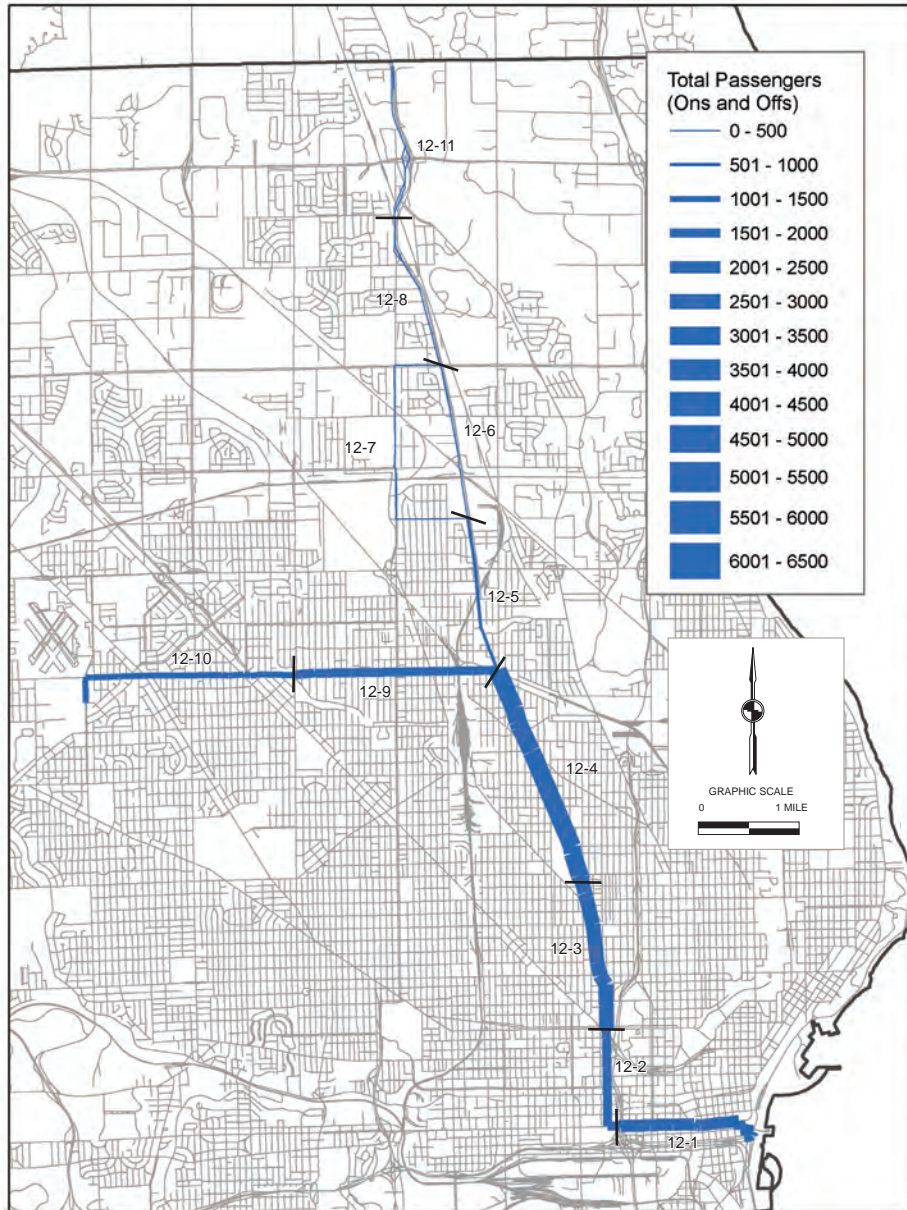 Total Passengers
(Ons and Offs)
0 - 500
501 - 1000
1001 - 1500
1501 - 2000
2001 - 2500
2501 - 3000
3001 - 3500
3501 - 4000
4001 - 4500
4501 - 5000
5001 - 5500
5501 - 6000
6001 - 6500
12-11
12-8
12-6
12-7
12-5
12-10
12-9
12-4
GRAPHIC SCALE
0 1 MILE
12-3
12-2
12-1